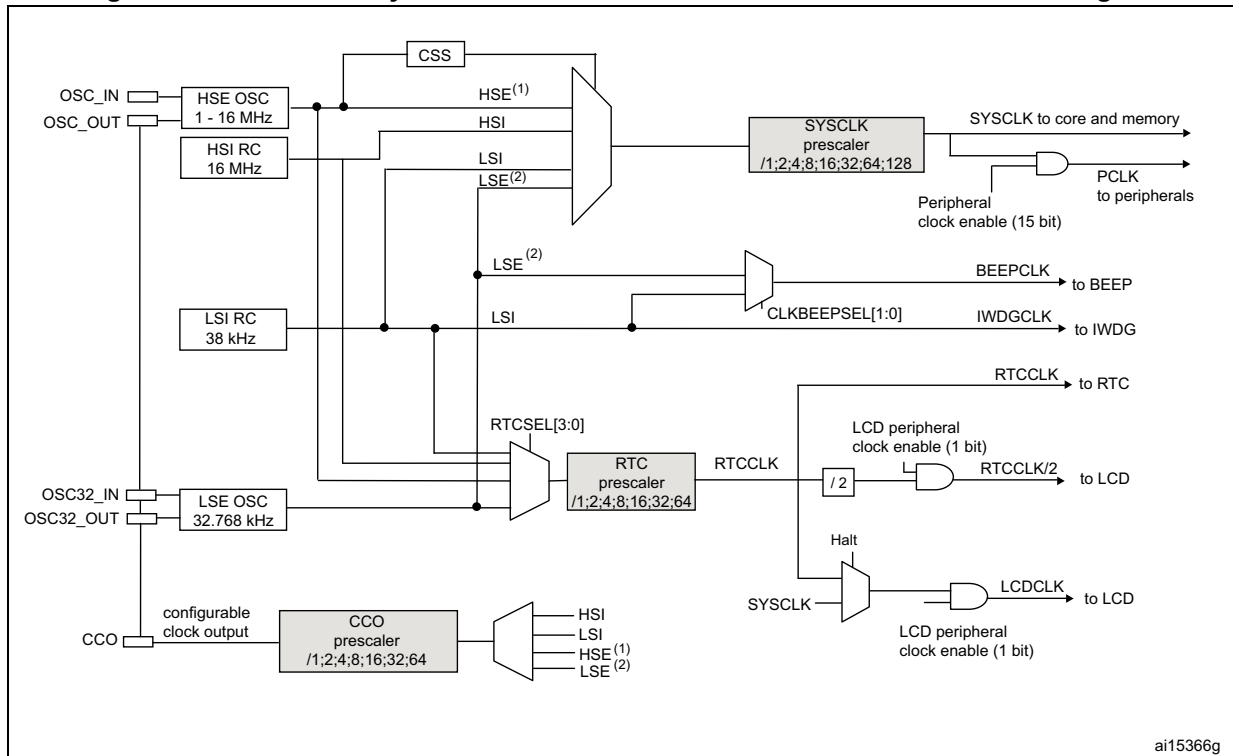 CSS
OSC_IN
OSC_OUT
HSE OSC
1 - 16 MHz
HSE(1)
HSI RC
16 MHz
HSI
LSI
LSE(2)
SYSCLK
prescaler
/1;2;4;8;16;32;64;128
SYSCLK to core and memory
PCLK
to peripherals
Peripheral
clock enable (15 bit)
LSE(2)
BEEPCLK
to BEEP
CLKBEEPSEL[1:0]
LSI RC
38 kHz
LSI
IWDGCLK
to IWDG
RTCCLK
to RTC
RTCSEL[3:0]
RTC
prescaler
/1;2;4;8;16;32;64
RTCCLK
/ 2
LCD peripheral
clock enable (1 bit)
RTCCLK/2
to LCD
OSC32_IN
OSC32_OUT
LSE OSC
32.768 kHz
Halt
SYSCLK
LCDCLK
to LCD
LCD peripheral
clock enable (1 bit)
CCO
configurable
clock output
CCO
prescaler
/1;2;4;8;16;32;64
HSI
LSI
HSE(1)
LSE(2)
ai15366g